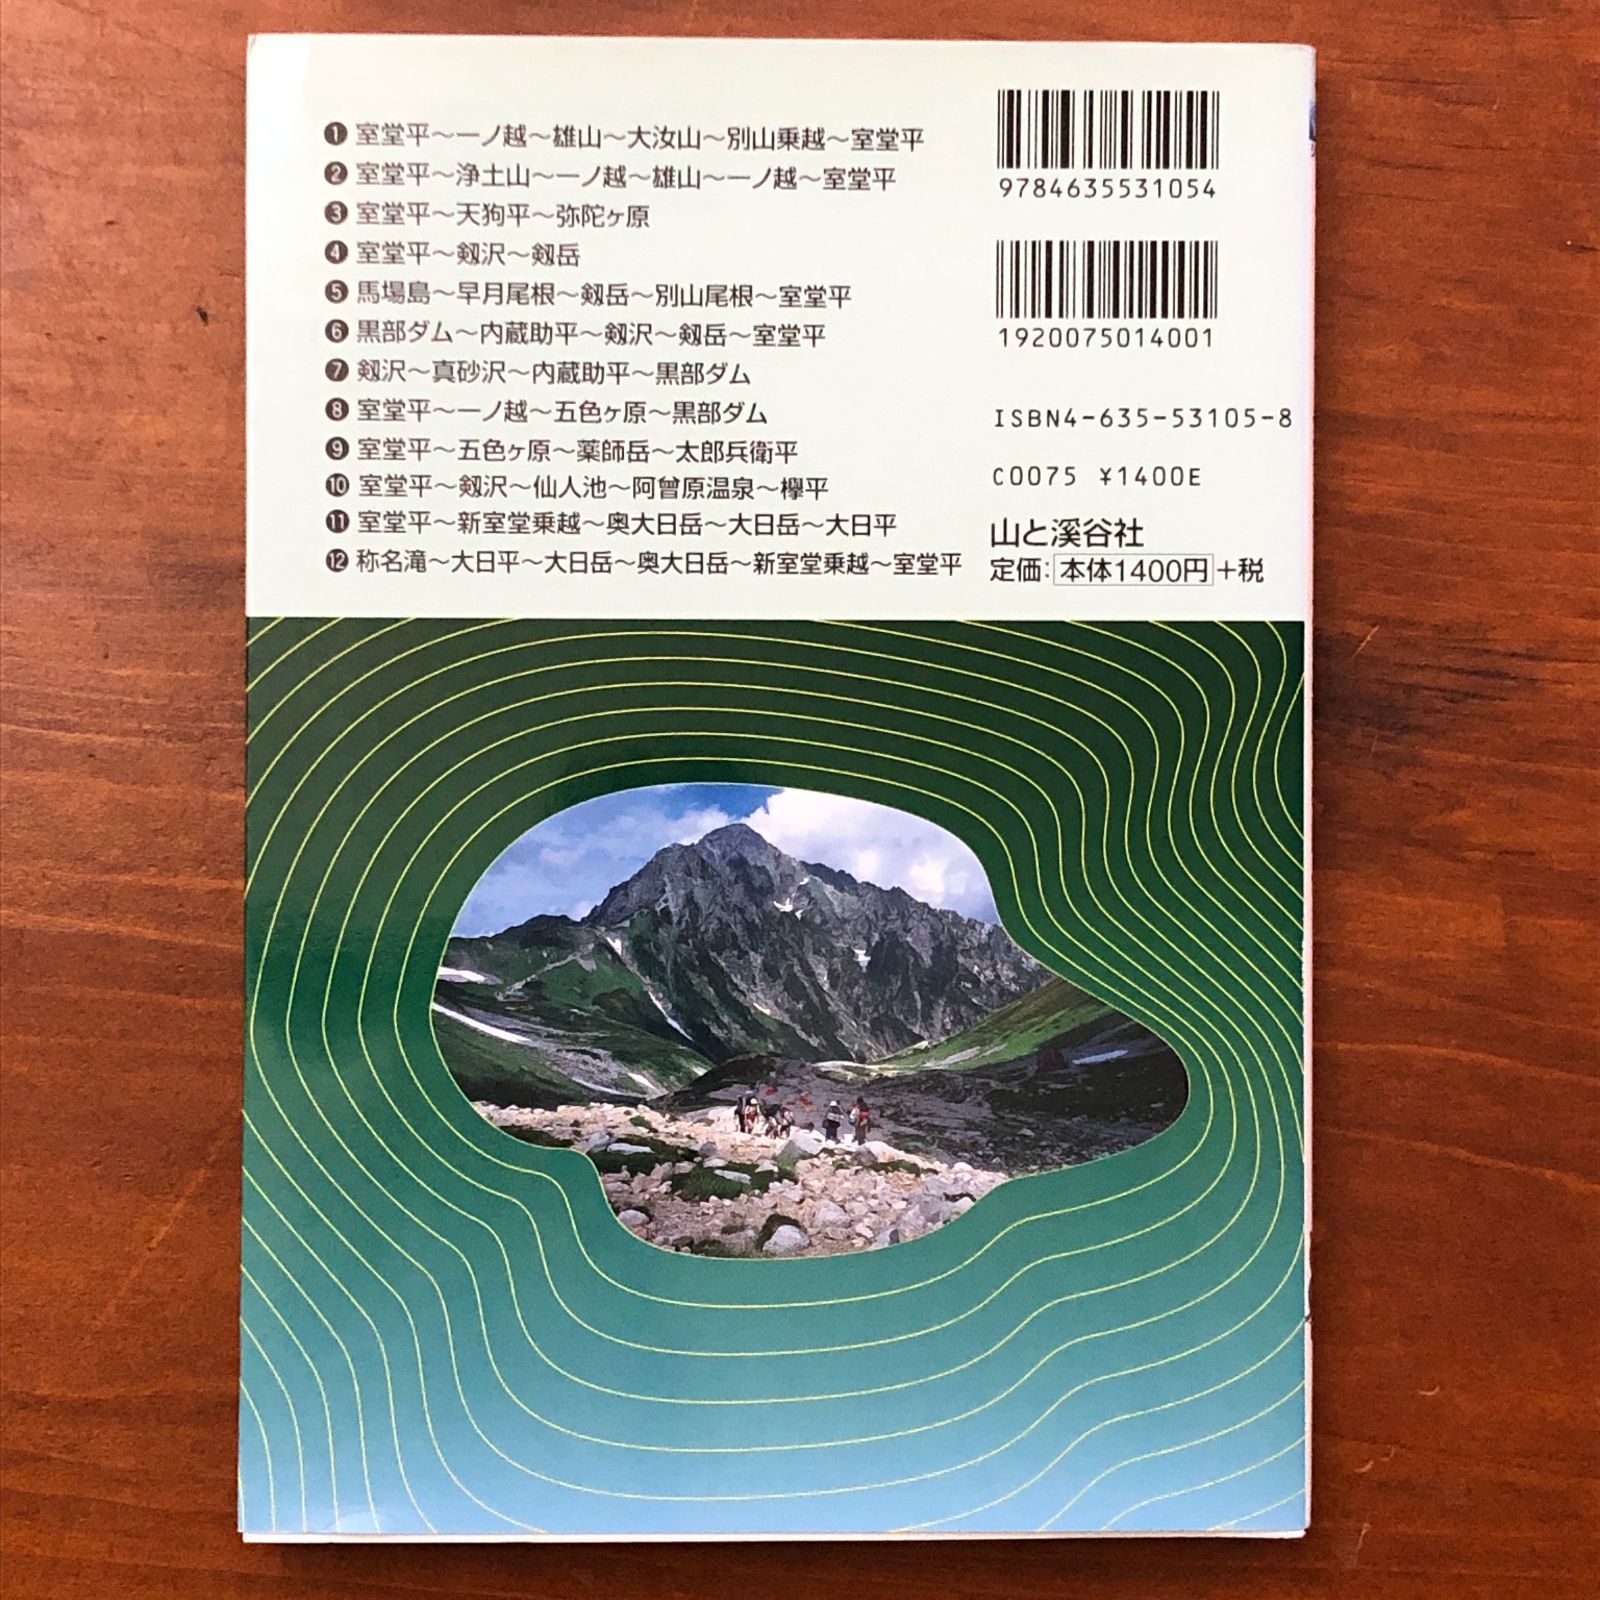 ❶ 室堂平〜一ノ越〜雄山〜大汝山〜別山乗越〜室堂平
❷ 室堂平〜浄土山〜一ノ越〜雄山〜一ノ越〜室堂平
❸ 室堂平〜天狗平〜弥陀ヶ原
❹ 室堂平〜剱沢〜剱岳
❺ 馬場島〜早月尾根〜剱岳〜別山尾根〜室堂平
❻ 黒部ダム〜内蔵助平〜剱沢〜剱岳〜室堂平
❼ 剱沢〜真砂沢〜内蔵助平〜黒部ダム
❽ 室堂平〜一ノ越〜五色ヶ原〜黒部ダム
❾ 室堂平〜五色ヶ原〜薬師岳〜太郎兵衛平
❿ 室堂平〜剱沢〜仙人池〜阿曽原温泉〜欅平
⓫ 室堂平〜新室堂乗越〜奥大日岳〜大日岳〜大日平
⓬ 称名滝〜大日平〜大日岳〜奥大日岳〜新室堂乗越〜室堂平
9784635531054
1920075014001
ISBN4-635-53105-8
C0075 ¥1400E
山と溪谷社
定価:本体1400円+税